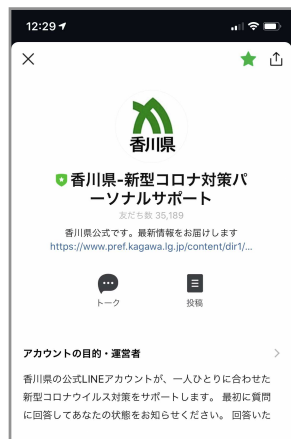 12:29
香川県
香川県-新型コロナ対策パ
ーソナルサポート
友だち数 35,189
香川県公式です。最新情報をお届けします
https://www.pref.kagawa.lg.jp/content/dir1/...
トーク
投稿
アカウントの目的・運営者
香川県の公式LINEアカウントが、一人ひとりに合わせた
新型コロナウイルス対策をサポートします。 最初に質問
に回答してあなたの状態をお知らせください。 回答いた